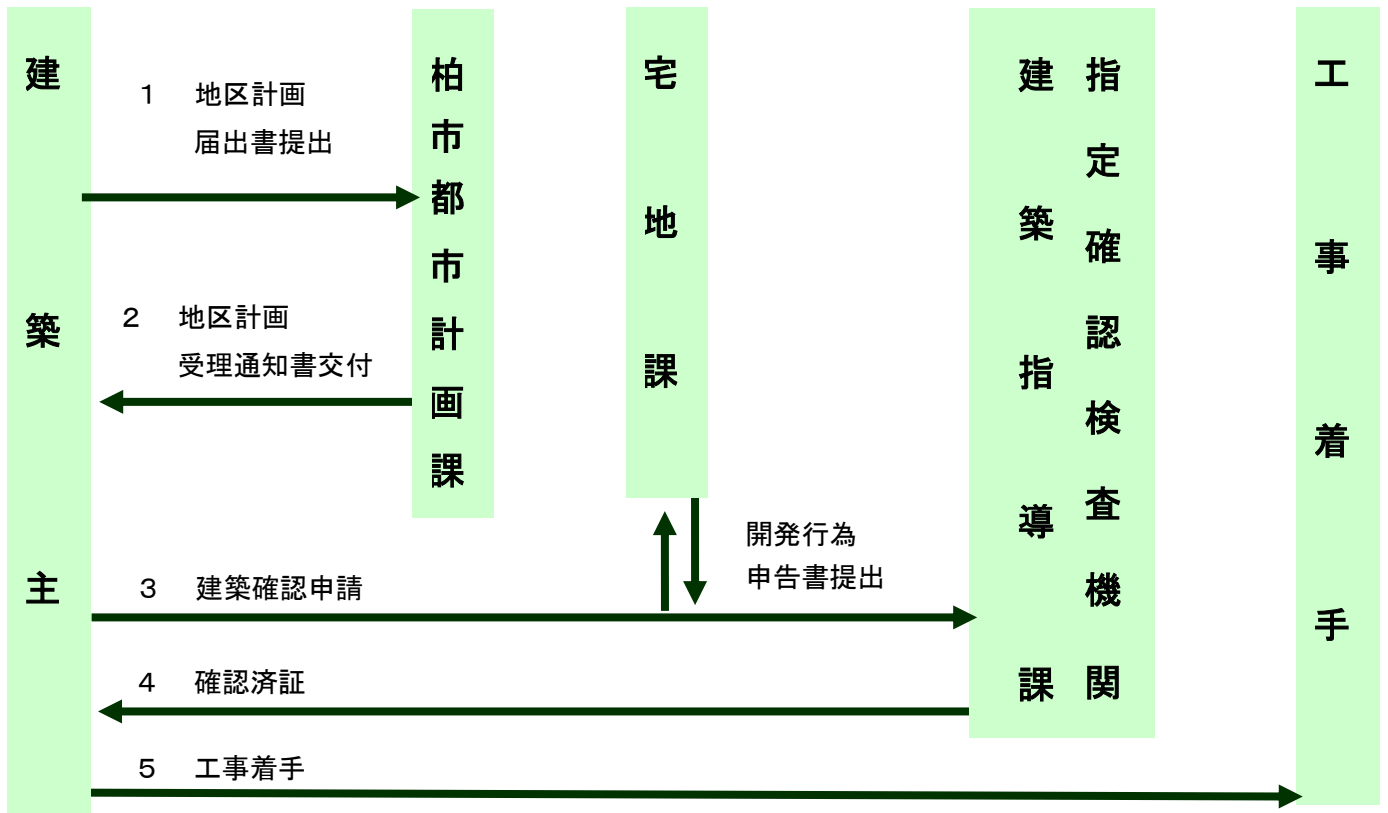 建築主
1 地区計画
届出書提出
2 地区計画
受理通知書交付
柏市都市計画課
宅地課
開発行為
申告書提出
3 建築確認申請
4 確認済証
5 工事着手
指定確認検査機関
建築指導課
工事着手